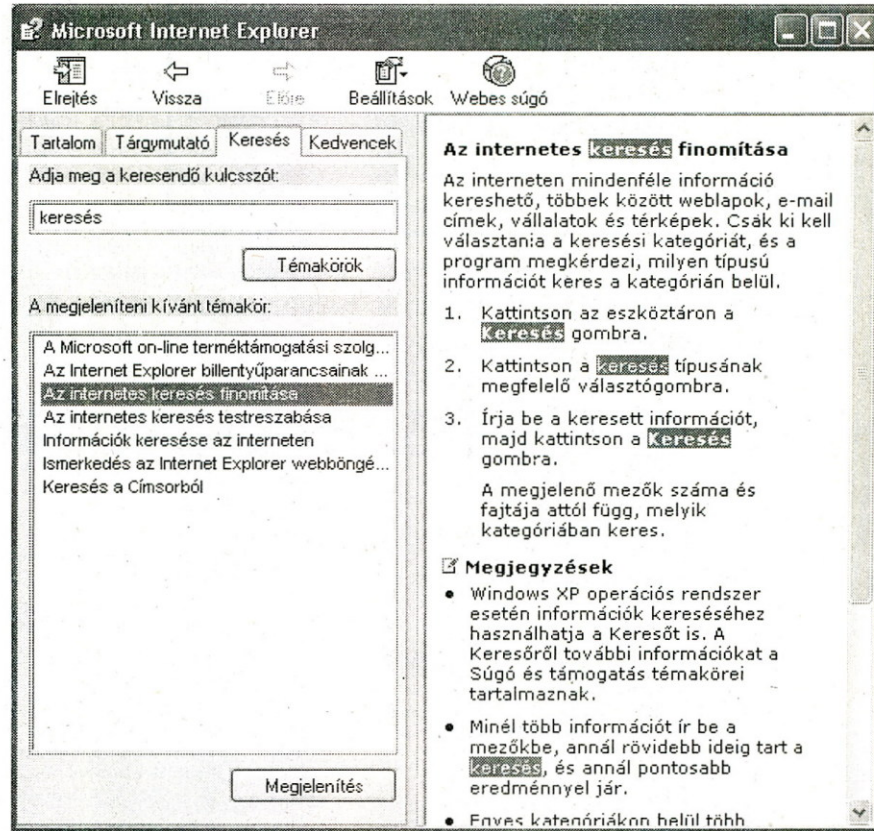 Microsoft Internet Explorer
Elrejtés Vissza Előre Beállítások Webes súgó
Tartalom Tárgymutató Keresés Kedvencek
Adja meg a keresendő kulcsszót:
keresés
Témakörök
A megjeleníteni kívánt témakör:
A Microsoft on-line terméktámogatási szolg...
Az Internet Explorer billentyűparancsainak ...
Az internetes keresés finomítása
Az internetes keresés testreszabása
Információk keresése az interneten
Ismerkedés az Internet Explorer webböngé...
Keresés a Címsorból
Megjelenítés
Az internetes keresés finomítása
Az interneten mindenféle információ
kereshető, többek között weblapok, e-mail
címek, vállalatok és térképek. Csak ki kell
választania a keresési kategóriát, és a
program megkérdezi, milyen típusú
információt keres a kategórián belül.
1. Kattintson az eszköztáron a
Keresés gombra.
2. Kattintson a keresés típusának
megfelelő választógombra.
3. Írja be a keresett információt,
majd kattintson a Keresés
gombra.
A megjelenő mezők száma és
fajtája attól függ, melyik
kategóriában keres.
Megjegyzések
• Windows XP operációs rendszer
esetén információk kereséséhez
használhatja a Keresőt is. A
Keresőről további információkat a
Súgó és támogatás témakörei
tartalmaznak.
• Minél több információt ír be a
mezőkbe, annál rövidebb ideig tart a
keresés, és annál pontosabb
eredménnyel jár.
• Egyes kategóriákon belül több